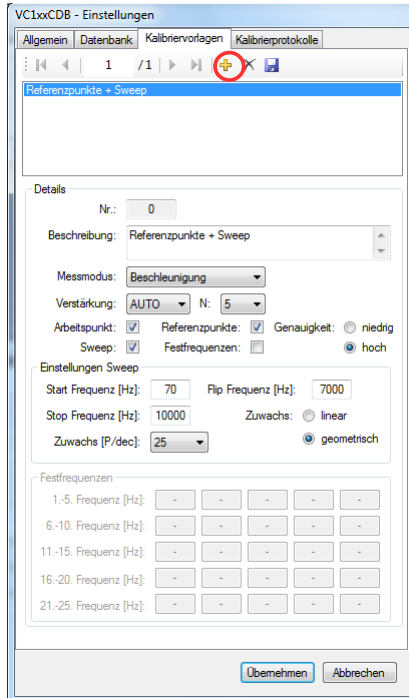 VC1xxCDB - Einstellungen
Allgemein Datenbank Kalibriervorlagen Kalibrierprotokolle
1 /1
Referenzpunkte + Sweep
Details
Nr.: 0
Beschreibung: Referenzpunkte + Sweep
Messmodus: Beschleunigung
Verstärkung: AUTO N: 5
Arbeitspunkt: Referenzpunkte: Genauigkeit: niedrig
Sweep: Festfrequenzen: hoch
Einstellungen Sweep
Start Frequenz [Hz]: 70 Flip Frequenz [Hz]: 7000
Stop Frequenz [Hz]: 10000 Zuwachs: linear
Zuwachs [P/dec]: 25 geometrisch
Festfrequenzen
1.-5. Frequenz [Hz]: - - - - -
6.-10. Frequenz [Hz]: - - - - -
11.-15. Frequenz [Hz]: - - - - -
16.-20. Frequenz [Hz]: - - - - -
21.-25. Frequenz [Hz]: - - - - -
Übernehmen Abbrechen